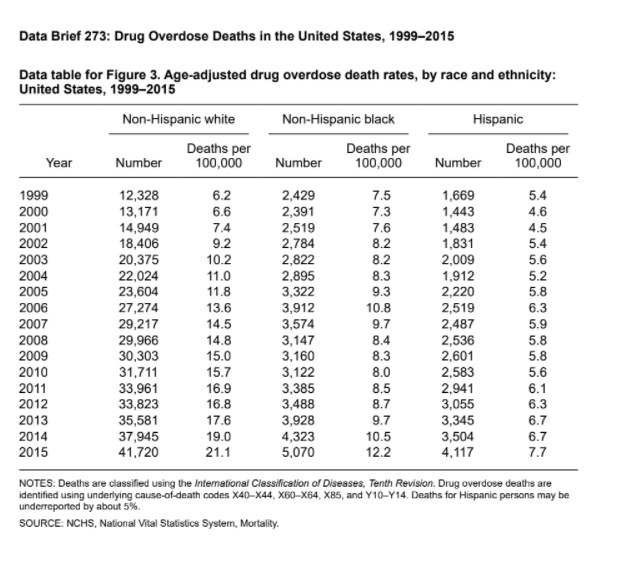 Data Brief 273: Drug Overdose Deaths in the United States, 1999–2015
Data table for Figure 3. Age-adjusted drug overdose death rates, by race and ethnicity:
United States, 1999–2015
Non-Hispanic white Non-Hispanic black Hispanic
Deaths per Deaths per Deaths per
Year Number 100,000 Number 100,000 Number 100,000
1999 12,328 6.2 2,429 7.5 1,669 5.4
2000 13,171 6.6 2,391 7.3 1,443 4.6
2001 14,949 7.4 2,519 7.6 1,483 4.5
2002 18,406 9.2 2,784 8.2 1,831 5.4
2003 20,375 10.2 2,822 8.2 2,009 5.6
2004 22,024 11.0 2,895 8.3 1,912 5.2
2005 23,604 11.8 3,322 9.3 2,220 5.8
2006 27,274 13.6 3,912 10.8 2,519 6.3
2007 29,217 14.5 3,574 9.7 2,487 5.9
2008 29,966 14.8 3,147 8.4 2,536 5.8
2009 30,303 15.0 3,160 8.3 2,601 5.8
2010 31,711 15.7 3,122 8.0 2,583 5.6
2011 33,961 16.9 3,385 8.5 2,941 6.1
2012 33,823 16.8 3,488 8.7 3,055 6.3
2013 35,581 17.6 3,928 9.7 3,345 6.7
2014 37,945 19.0 4,323 10.5 3,504 6.7
2015 41,720 21.1 5,070 12.2 4,117 7.7
NOTES: Deaths are classified using the International Classification of Diseases, Tenth Revision. Drug overdose deaths are
identified using underlying cause-of-death codes X40–X44, X60–X64, X85, and Y10–Y14. Deaths for Hispanic persons may be
underreported by about 5%.
SOURCE: NCHS, National Vital Statistics System, Mortality.